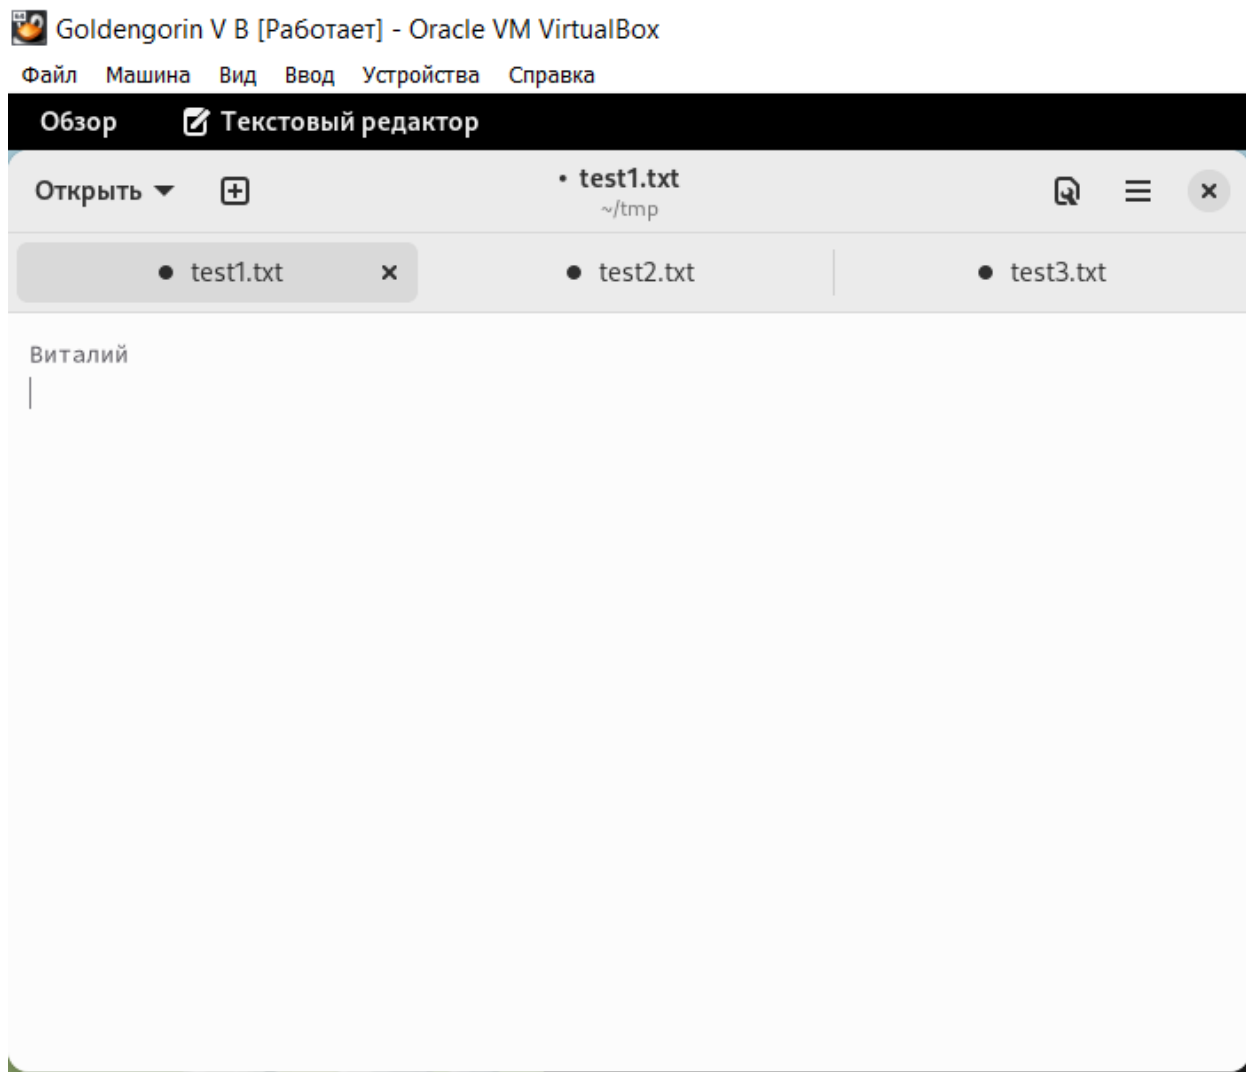 Goldengorin V B [Работает] - Oracle VM VirtualBox
Файл Машина Вид Ввод Устройства Справка
Обзор Текстовый редактор
Открыть • test1.txt
~/tmp
● test1.txt ● test2.txt ● test3.txt
Виталий